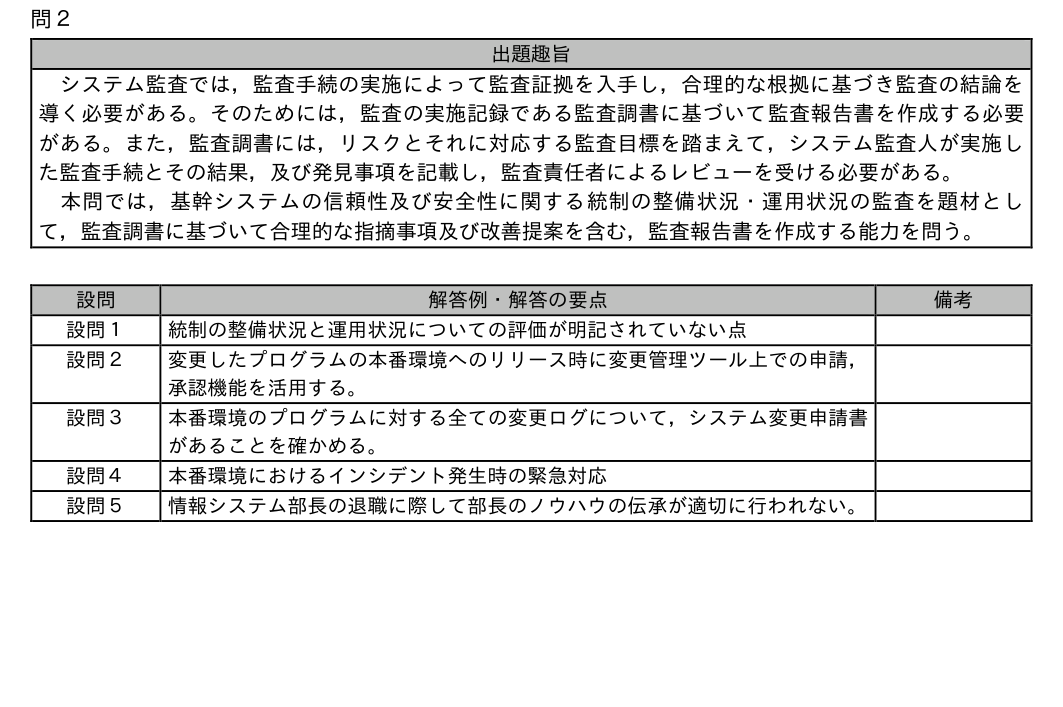 問2
出題趣旨
　システム監査では，監査手続の実施によって監査証拠を入手し，合理的な根拠に基づき監査の結論を
導く必要がある。そのためには，監査の実施記録である監査調書に基づいて監査報告書を作成する必要
がある。また，監査調書には，リスクとそれに対応する監査目標を踏まえて，システム監査人が実施し
た監査手続とその結果，及び発見事項を記載し，監査責任者によるレビューを受ける必要がある。
　本問では，基幹システムの信頼性及び安全性に関する統制の整備状況・運用状況の監査を題材とし
て，監査調書に基づいて合理的な指摘事項及び改善提案を含む，監査報告書を作成する能力を問う。
設問 解答例・解答の要点 備考
設問1 統制の整備状況と運用状況についての評価が明記されていない点
設問2 変更したプログラムの本番環境へのリリース時に変更管理ツール上での申請，
承認機能を活用する。
設問3 本番環境のプログラムに対する全ての変更ログについて，システム変更申請書
があることを確かめる。
設問4 本番環境におけるインシデント発生時の緊急対応
設問5 情報システム部長の退職に際して部長のノウハウの伝承が適切に行われない。